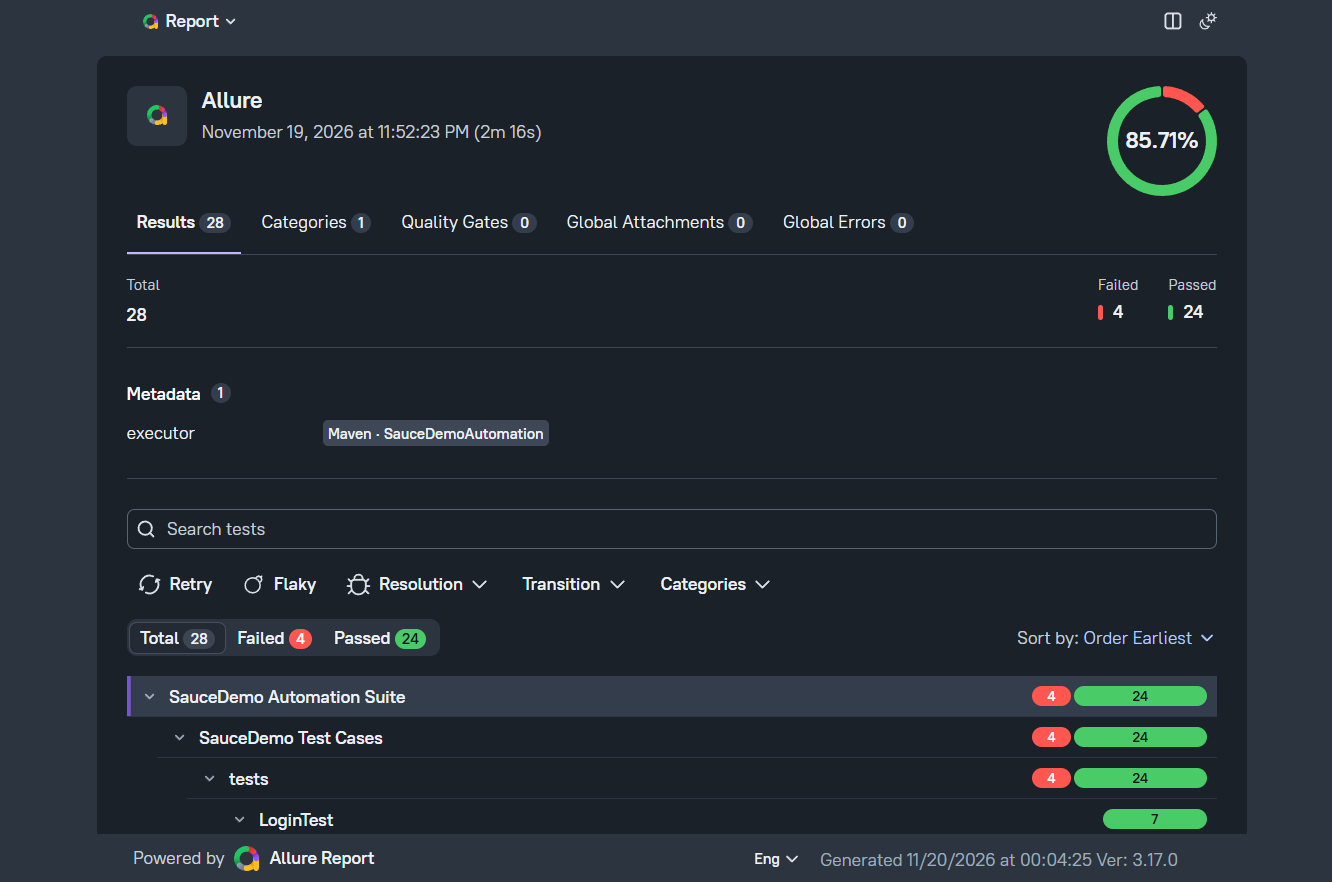 Report
Allure
November 19, 2026 at 11:52:23 PM (2m 16s)
85.71%
Results 28 Categories 1 Quality Gates 0 Global Attachments 0 Global Errors 0
Total Failed Passed
28 4 24
Metadata 1
executor Maven · SauceDemoAutomation
Search tests
Retry Flaky Resolution Transition Categories
Total 28 Failed 4 Passed 24 Sort by: Order Earliest
SauceDemo Automation Suite 4 24
SauceDemo Test Cases 4 24
tests 4 24
LoginTest 7
Powered by Allure Report Eng Generated 11/20/2026 at 00:04:25 Ver: 3.17.0